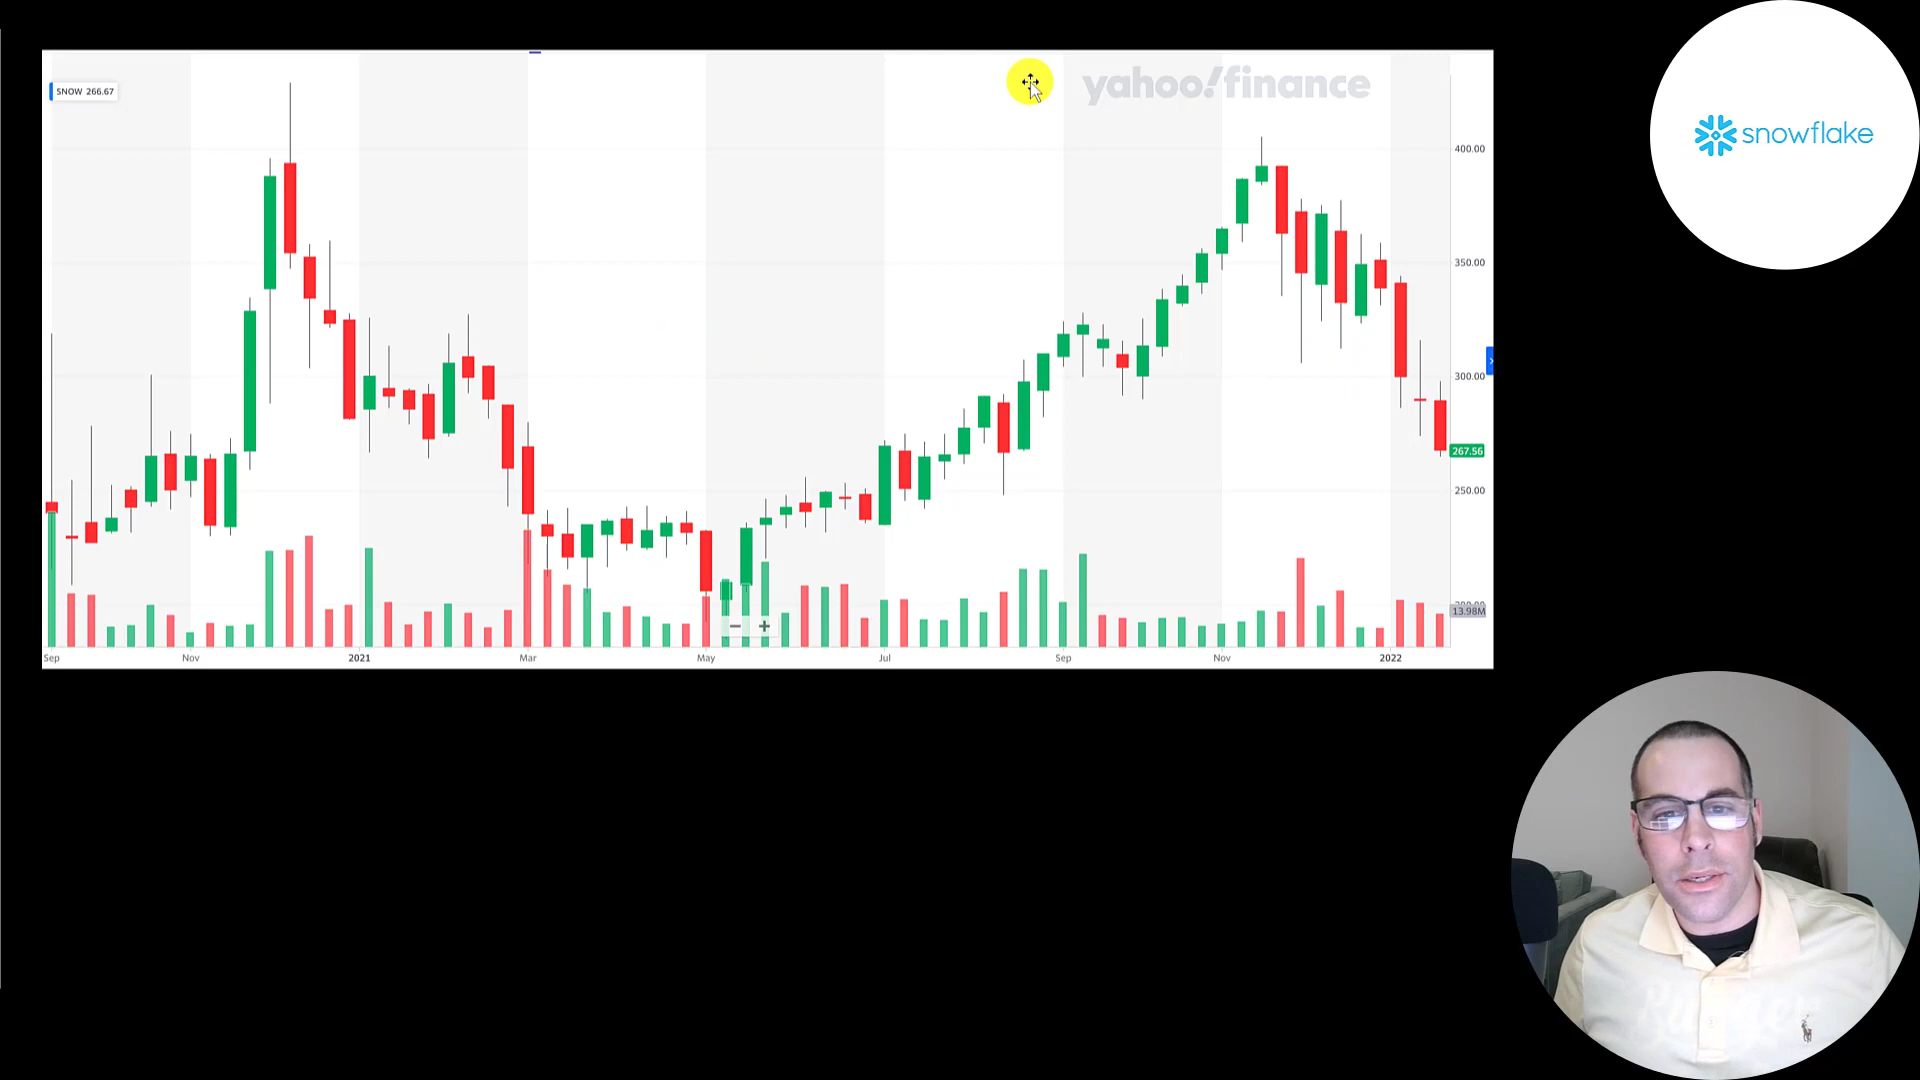 yahoo!finance
SNOW 266.67
400.00
350.00
300.00
267.56
250.00
13.98M
Sep
Nov
2021
Mar
May
Jul
Sep
Nov
2022
snowflake